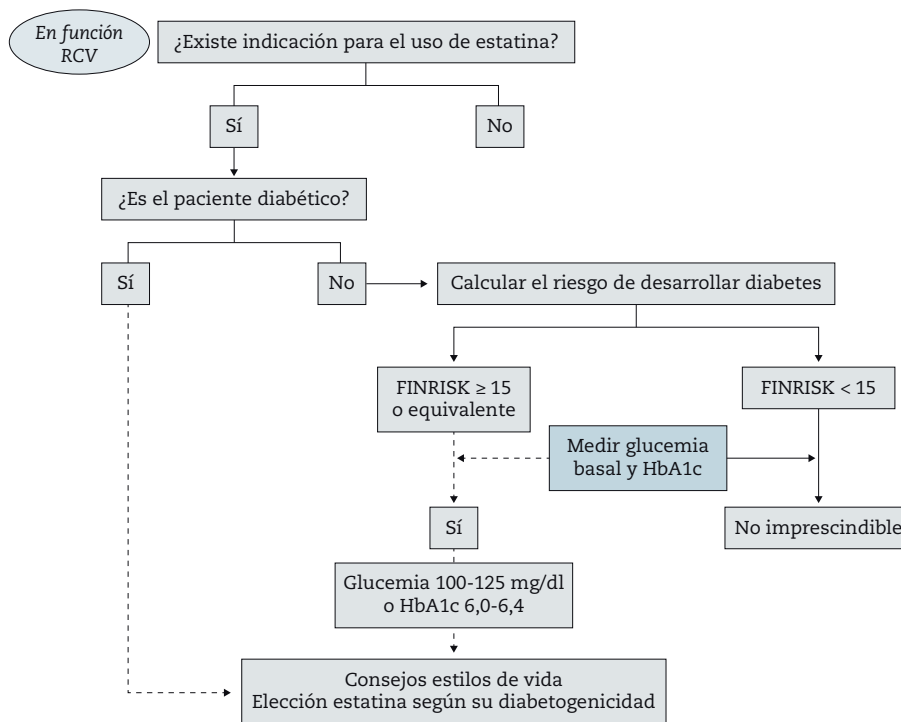 En función
RCV
¿Existe indicación para el uso de estatina?
Sí
No
¿Es el paciente diabético?
Sí
No
Calcular el riesgo de desarrollar diabetes
FINRISK ≥ 15
o equivalente
FINRISK < 15
Medir glucemia
basal y HbA1c
Sí
No imprescindible
Glucemia 100-125 mg/dl
o HbA1c 6,0-6,4
Consejos estilos de vida
Elección estatina según su diabetogenicidad